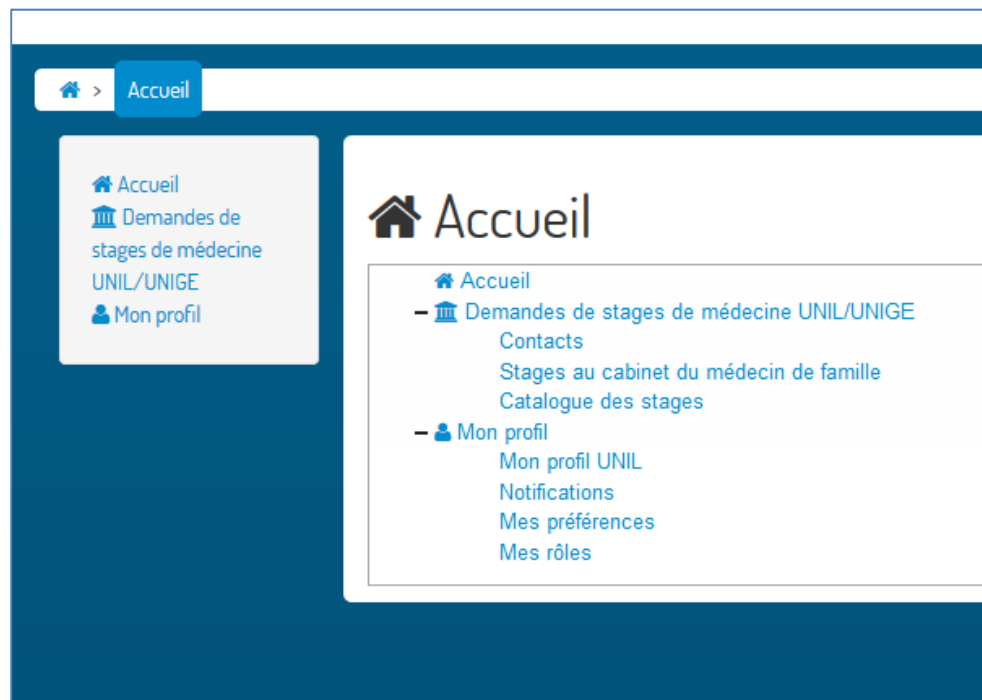 > Accueil
Accueil
Demandes de
stages de médecine
UNIL/UNIGE
Mon profil
Accueil
Accueil
Demandes de stages de médecine UNIL/UNIGE
Contacts
Stages au cabinet du médecin de famille
Catalogue des stages
Mon profil
Mon profil UNIL
Notifications
Mes préférences
Mes rôles